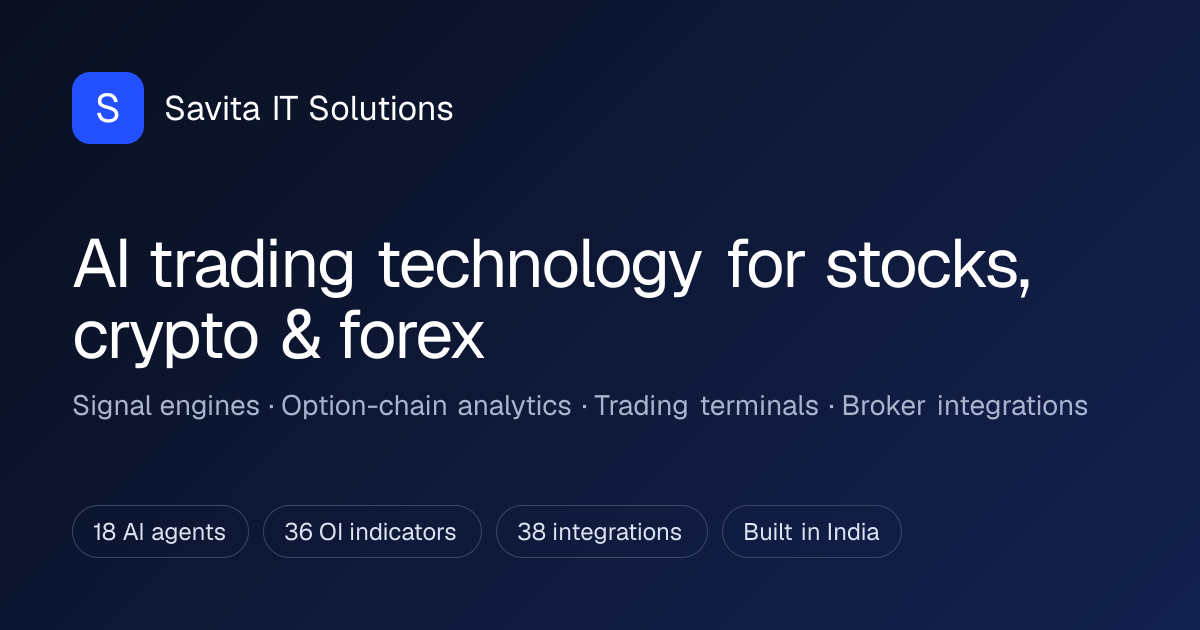 S
Savita IT Solutions
AI trading technology for stocks,
crypto & forex
Signal engines · Option-chain analytics · Trading terminals · Broker integrations
18 AI agents
36 OI indicators
38 integrations
Built in India